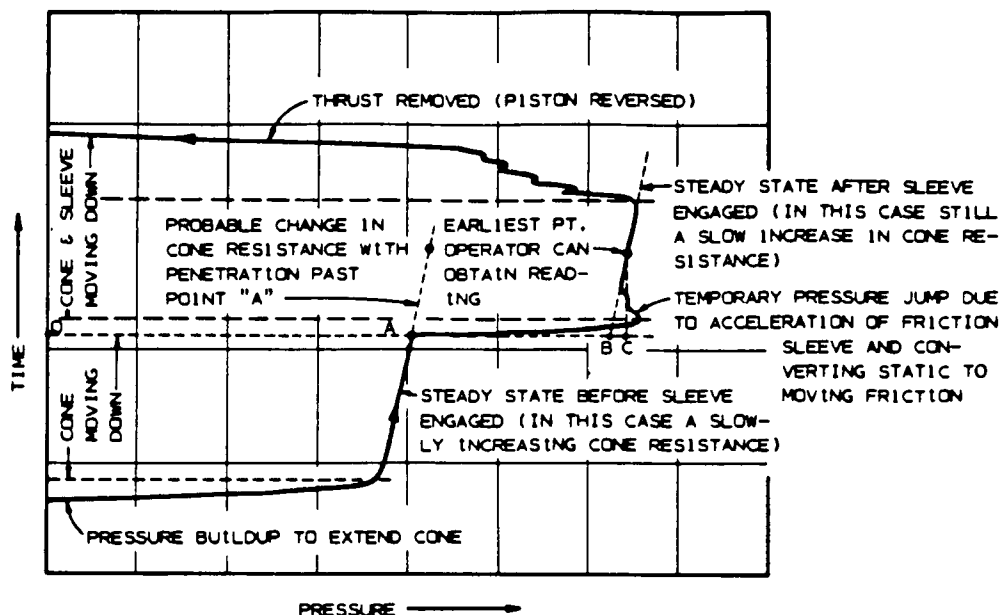 THRUST REMOVED (PISTON REVERSED)
CONE & SLEEVE
MOVING DOWN
PROBABLE CHANGE IN
CONE RESISTANCE WITH
PENETRATION PAST
POINT "A"
EARLIEST PT.
OPERATOR CAN
OBTAIN READ-
ING
STEADY STATE AFTER SLEEVE
ENGAGED (IN THIS CASE STILL
A SLOW INCREASE IN CONE RE-
SISTANCE)
TEMPORARY PRESSURE JUMP DUE
TO ACCELERATION OF FRICTION
SLEEVE AND CON-
VERTING STATIC TO
MOVING FRICTION
O
A
B C
TIME
CONE
MOVING
DOWN
STEADY STATE BEFORE SLEEVE
ENGAGED (IN THIS CASE A SLOW-
LY INCREASING CONE RESISTANCE)
PRESSURE BUILDUP TO EXTEND CONE
PRESSURE